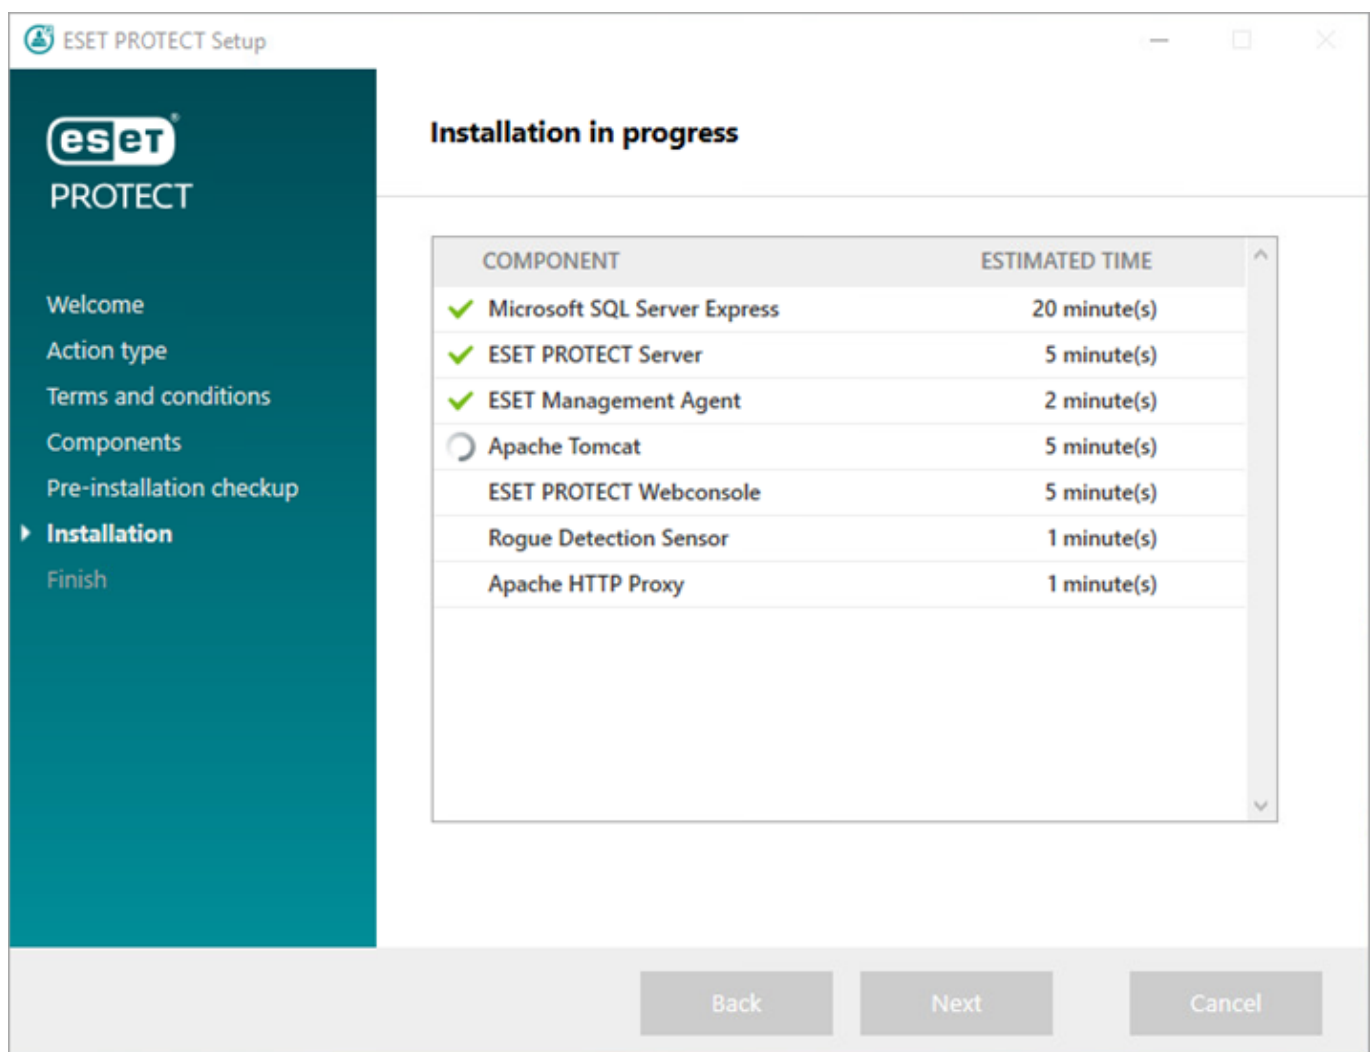 ESET PROTECT Setup
eset®
PROTECT
Welcome
Action type
Terms and conditions
Components
Pre-installation checkup
Installation
Finish
Installation in progress
COMPONENT ESTIMATED TIME
Microsoft SQL Server Express 20 minute(s)
ESET PROTECT Server 5 minute(s)
ESET Management Agent 2 minute(s)
Apache Tomcat 5 minute(s)
ESET PROTECT Webconsole 5 minute(s)
Rogue Detection Sensor 1 minute(s)
Apache HTTP Proxy 1 minute(s)
Back Next Cancel